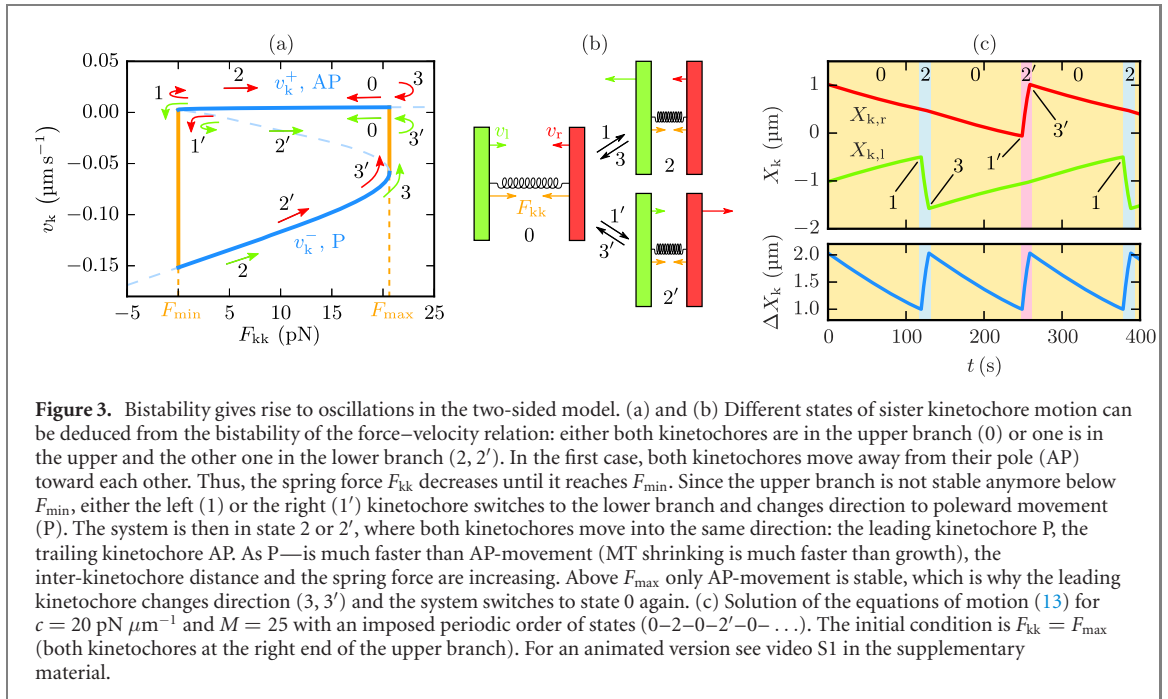 (a)
(b)
(c)
0.05
0.00
−0.05
−0.10
−0.15
v_k (µm s⁻¹)
1
2
v_k⁺, AP
0
3
1′
2′
0
3′
3′
3
2′
v_k⁻, P
2
−5
F_min
5
10
15
F_max
25
F_kk (pN)
v_l
v_r
F_kk
0
1
3
2
1′
3′
2′
0
2
0
2′
0
2
1
0
−1
−2
X_k (µm)
X_k,r
X_k,l
1
3
1′
3′
1
2.0
1.0
ΔX_k (µm)
0
100
200
300
400
t (s)
Figure 3. Bistability gives rise to oscillations in the two-sided model. (a) and (b) Different states of sister kinetochore motion can
be deduced from the bistability of the force–velocity relation: either both kinetochores are in the upper branch (0) or one is in
the upper and the other one in the lower branch (2, 2′). In the first case, both kinetochores move away from their pole (AP)
toward each other. Thus, the spring force F_kk decreases until it reaches F_min. Since the upper branch is not stable anymore below
F_min, either the left (1) or the right (1′) kinetochore switches to the lower branch and changes direction to poleward movement
(P). The system is then in state 2 or 2′, where both kinetochores move into the same direction: the leading kinetochore P, the
trailing kinetochore AP. As P—is much faster than AP-movement (MT shrinking is much faster than growth), the
inter-kinetochore distance and the spring force are increasing. Above F_max only AP-movement is stable, which is why the leading
kinetochore changes direction (3, 3′) and the system switches to state 0 again. (c) Solution of the equations of motion (13) for
c = 20 pN µm⁻¹ and M = 25 with an imposed periodic order of states (0–2–0–2′–0– . . .). The initial condition is F_kk = F_max
(both kinetochores at the right end of the upper branch). For an animated version see video S1 in the supplementary
material.